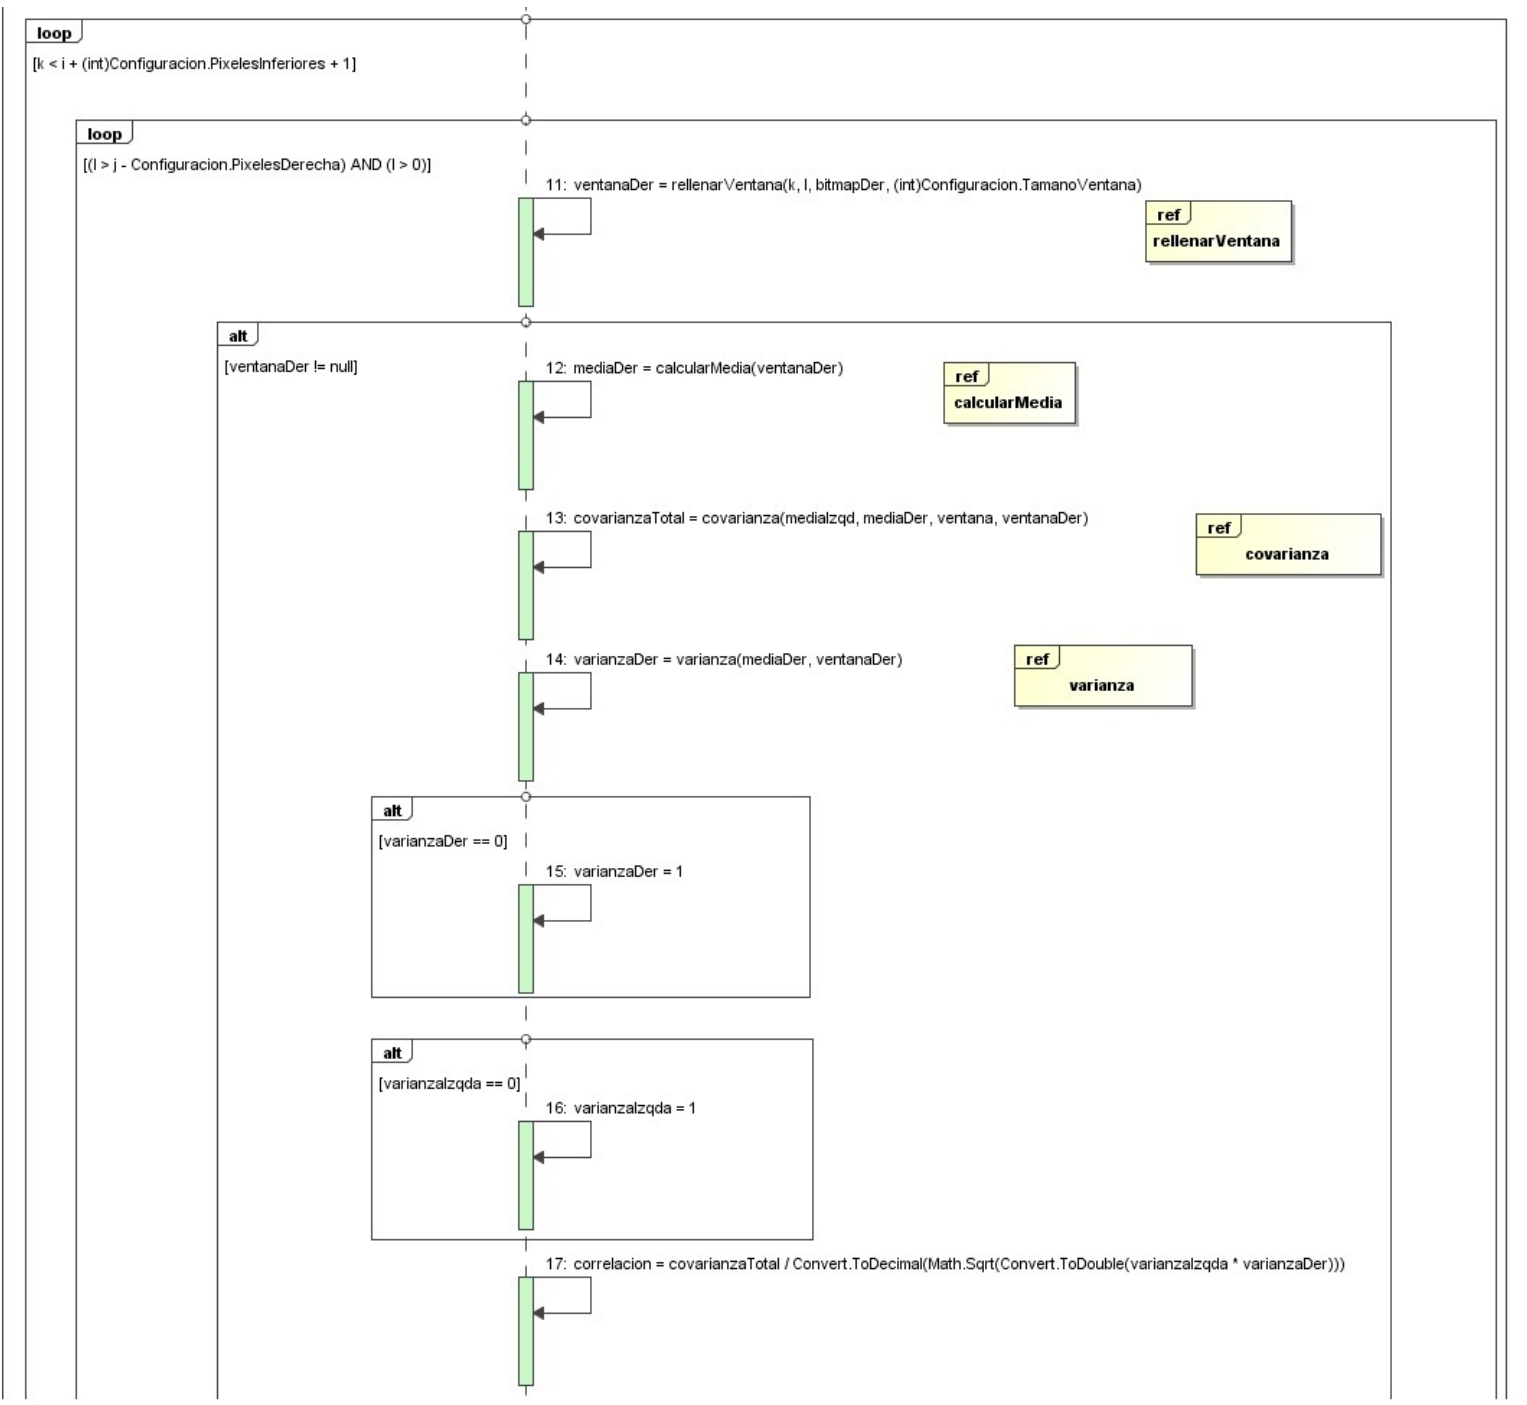 loop
[k < i + (int)Configuracion.PixelesInferiores + 1]
loop
[(l > j - Configuracion.PixelesDerecha) AND (l > 0)]
11: ventanaDer = rellenarVentana(k, l, bitmapDer, (int)Configuracion.TamanoVentana)
ref
rellenarVentana
alt
[ventanaDer != null]
12: mediaDer = calcularMedia(ventanaDer)
ref
calcularMedia
13: covarianzaTotal = covarianza(mediaIzqd, mediaDer, ventana, ventanaDer)
ref
covarianza
14: varianzaDer = varianza(mediaDer, ventanaDer)
ref
varianza
alt
[varianzaDer == 0]
15: varianzaDer = 1
alt
[varianzaIzqda == 0]
16: varianzaIzqda = 1
17: correlacion = covarianzaTotal / Convert.ToDecimal(Math.Sqrt(Convert.ToDouble(varianzaIzqda * varianzaDer)))